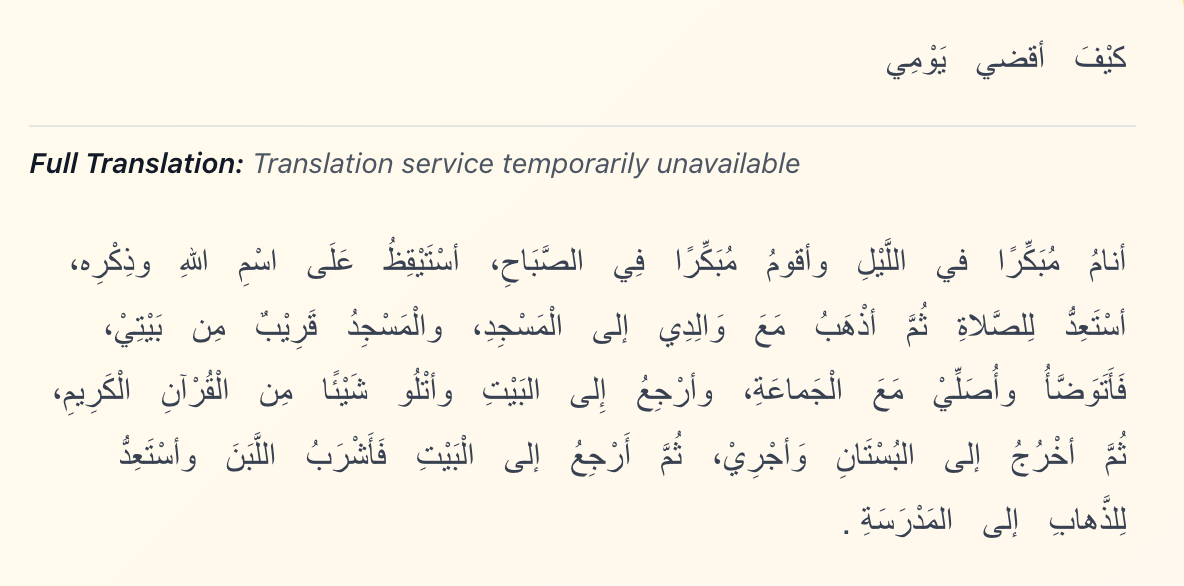 كيْفَ أقضي يَوْمِي
Full Translation: Translation service temporarily unavailable
أنامُ مُبَكِّرًا في اللَّيْلِ وأقومُ مُبَكِّرًا فِي الصَّبَاحِ، أسْتَيْقِظُ عَلَى اسْمِ اللهِ وذِكْرِه،
أسْتَعِدُّ لِلصَّلاةِ ثُمَّ أذْهَبُ مَعَ وَالِدِي إلى الْمَسْجِدِ، والْمَسْجِدُ قَرِيْبٌ مِن بَيْتِيْ،
فَأَتَوَضَّأُ وأُصَلِّيْ مَعَ الْجَماعَةِ، وأرْجِعُ إِلى البَيْتِ وأتْلُو شَيْئًا مِن الْقُرْآنِ الْكَرِيمِ،
ثُمَّ أخْرُجُ إلى البُسْتَانِ وَأجْرِيْ، ثُمَّ أَرْجِعُ إلى الْبَيْتِ فَأَشْرَبُ اللَّبَنَ وأسْتَعِدُّ
لِلذَّهابِ إلى المَدْرَسَةِ .